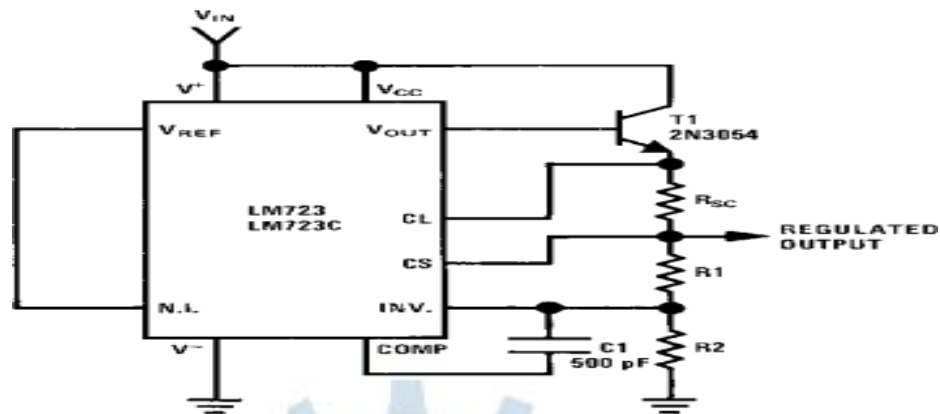 VIN
V+
VCC
VREF
VOUT
T1
2N3054
LM723
LM723C
RSC
CL
REGULATED
OUTPUT
CS
R1
N.I.
INV.
V−
COMP
C1
500 pF
R2